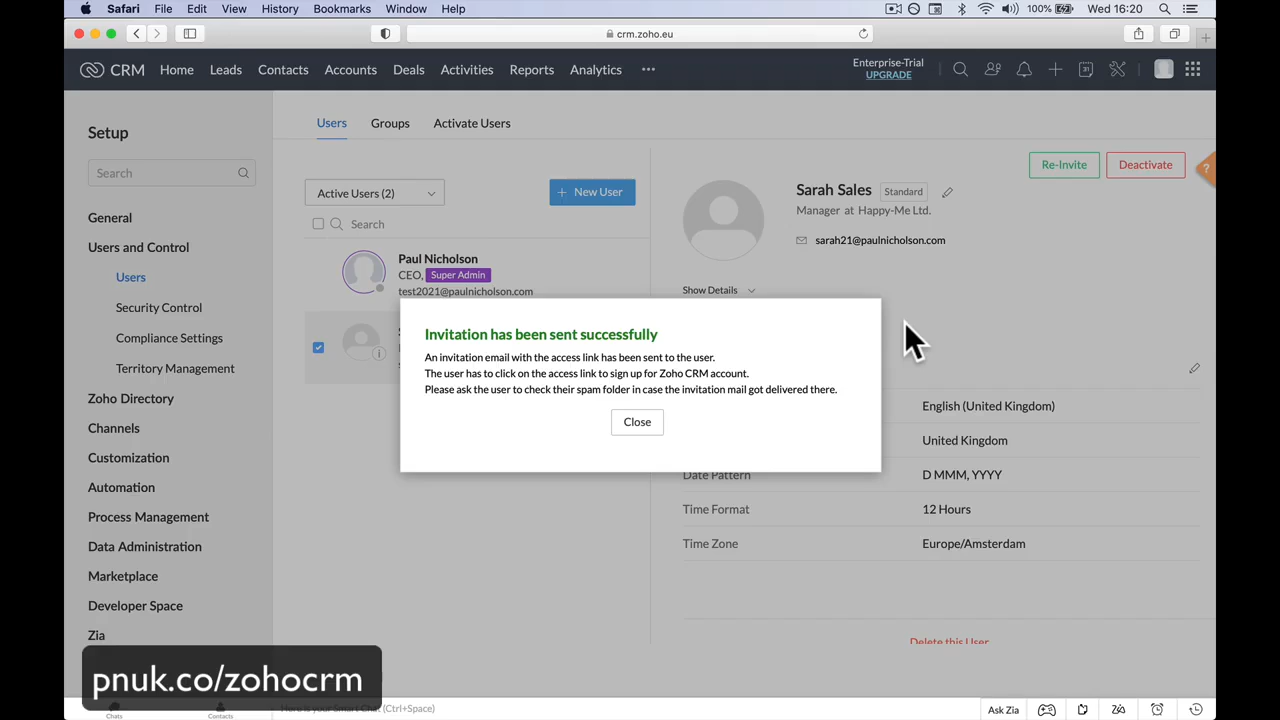 Safari File Edit View History Bookmarks Window Help 100% Wed 16:20
crm.zoho.eu
CRM Home Leads Contacts Accounts Deals Activities Reports Analytics ••• Enterprise-Trial
UPGRADE
31
Setup
Search
General
Users and Control
Users
Security Control
Compliance Settings
Territory Management
Zoho Directory
Channels
Customization
Automation
Process Management
Data Administration
Marketplace
Developer Space
Zia
Users Groups Activate Users
Active Users (2)
+ New User
Search
Paul Nicholson
CEO, Super Admin
test2021@paulnicholson.com
Re-Invite Deactivate
?
Sarah Sales Standard
Manager at Happy-Me Ltd.
sarah21@paulnicholson.com
Show Details
Invitation has been sent successfully
An invitation email with the access link has been sent to the user.
The user has to click on the access link to sign up for Zoho CRM account.
Please ask the user to check their spam folder in case the invitation mail got delivered there.
Close
English (United Kingdom)
United Kingdom
Date Pattern D MMM, YYYY
Time Format 12 Hours
Time Zone Europe/Amsterdam
Delete this User
pnuk.co/zohocrm
Chats Contacts
Here is your Smart Chat (Ctrl+Space)
Ask Zia